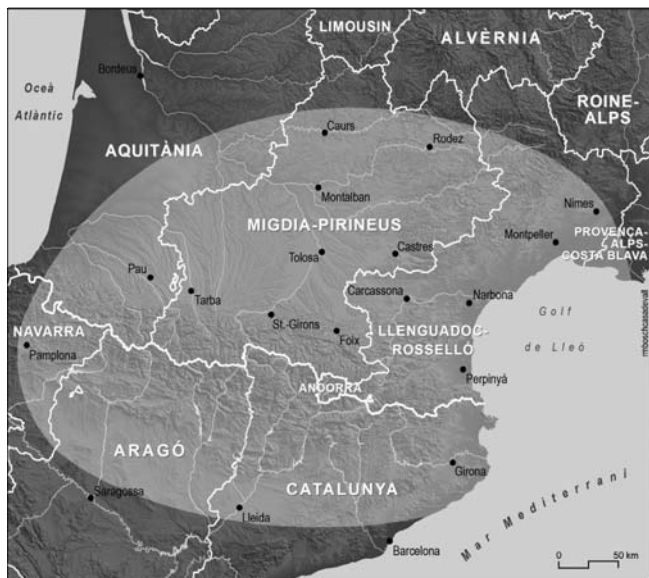 LIMOUSIN
ALVÈRNIA
Bordeus
Oceà
Atlàntic
ROINE-
ALPS
AQUITÀNIA
Caurs
Rodez
Montalban
Nimes
MIGDIA-PIRINEUS
Montpeller
PROVENÇA-
ALPS-
COSTA BLAVA
Tolosa
Castres
Pau
Tarba
Carcassona
Narbona
St.-Girons
Foix
Golf
de Lleó
NAVARRA
Pamplona
LLENGUADOC-
ROSSELLÓ
Perpinyà
ANDORRA
ARAGÓ
Girona
CATALUNYA
Saragossa
Lleida
Barcelona
Mar Mediterrani
0 50 km
rmboschcasadevall